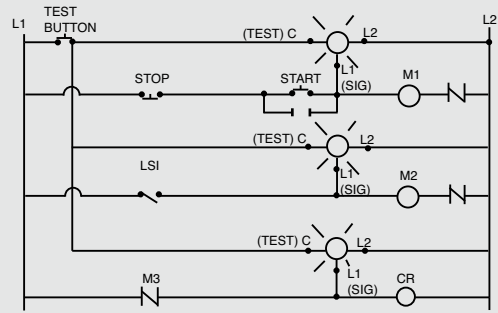 L1
TEST
BUTTON
(TEST) C
L2
L2
L1
(SIG)
STOP
START
M1
(TEST) C
L2
L1
(SIG)
LSI
M2
(TEST) C
L2
L1
(SIG)
M3
CR